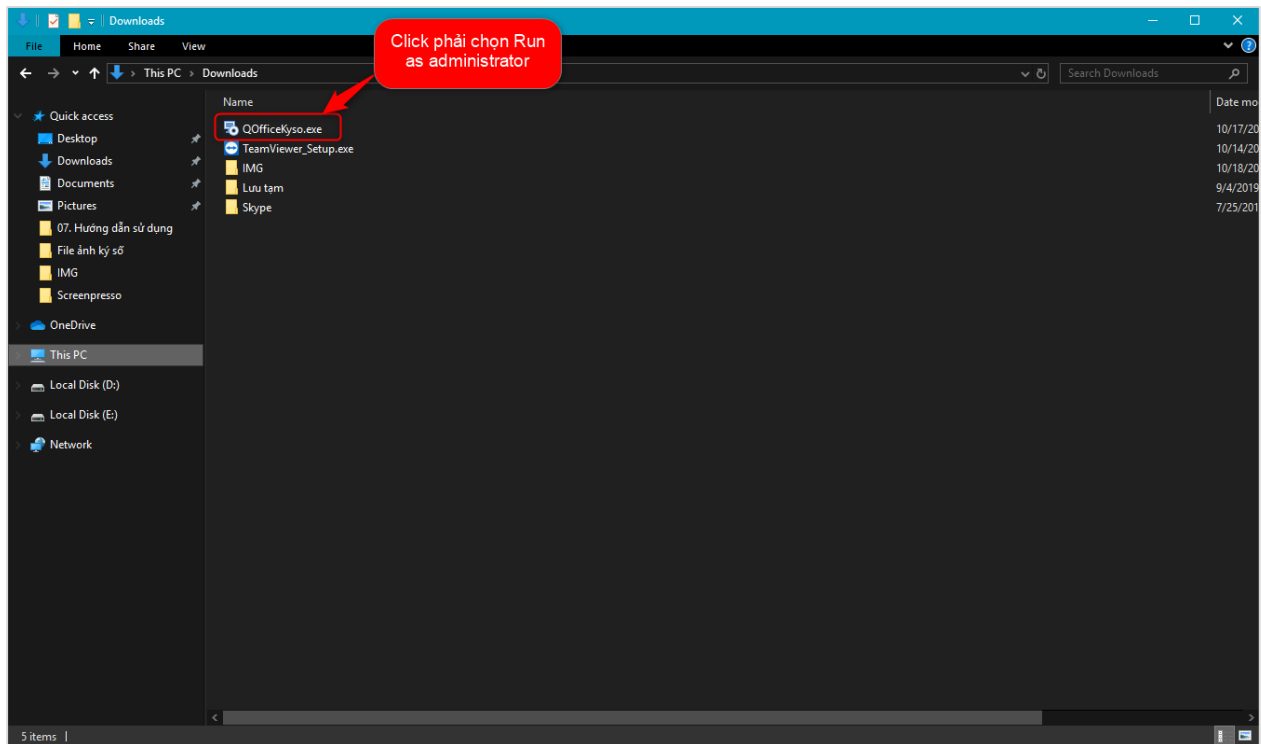 Downloads
Click phải chọn Run
as administrator
File Home Share View
This PC Downloads
Search Downloads
Name
Date mo
Quick access
Desktop
Downloads
Documents
Pictures
07. Hướng dẫn sử dụng
File ảnh ký số
IMG
Screenpresso
OneDrive
This PC
Local Disk (D:)
Local Disk (E:)
Network
QOfficeKyso.exe 10/17/20
TeamViewer_Setup.exe 10/14/20
IMG 10/18/20
Lưu tạm 9/4/2019
Skype 7/25/201
5 items